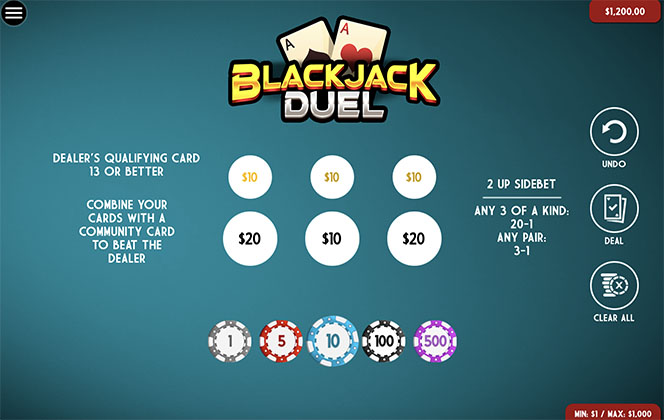 $1,200.00
A
A
BLACKJACK
DUEL
DEALER'S QUALIFYING CARD
13 OR BETTER
$10
$10
$10
COMBINE YOUR
CARDS WITH A
COMMUNITY CARD
TO BEAT THE
DEALER
$20
$10
$20
2 UP SIDEBET
ANY 3 OF A KIND:
20-1
ANY PAIR:
3-1
UNDO
DEAL
CLEAR ALL
1
5
10
100
500
MIN: $1 / MAX: $1,000